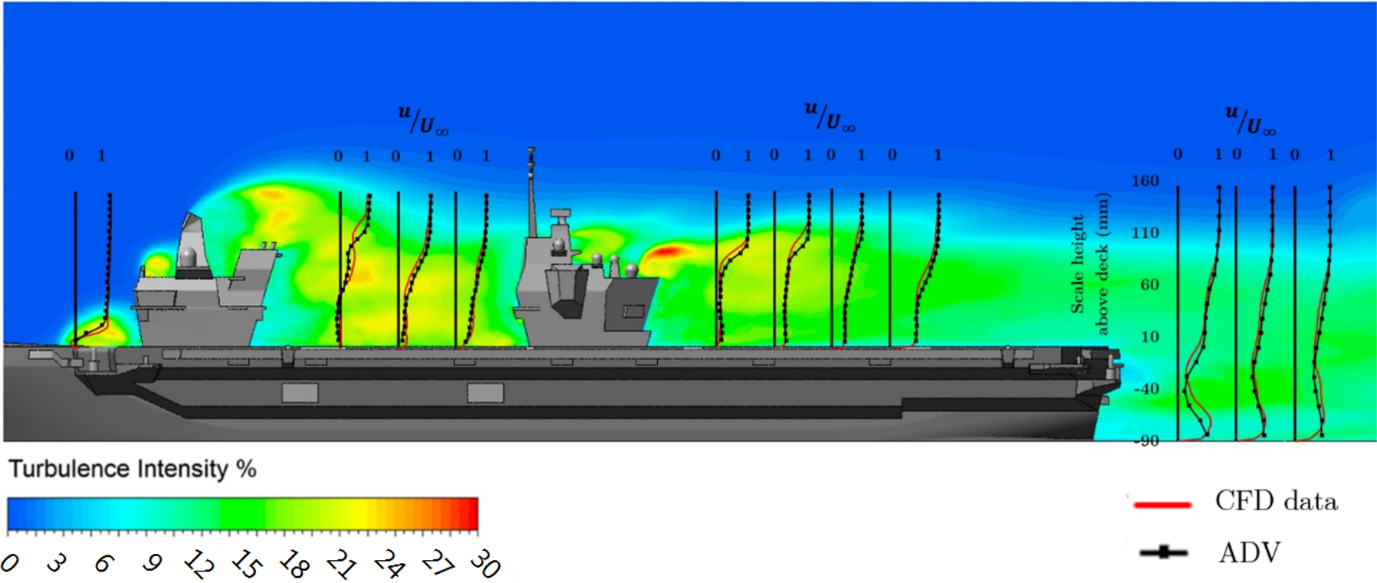 u/U∞ u/U∞ u/U∞
0 1 0 1 0 1 0 1 0 1 0 1 0 1 0 1 0 1 0 1 0 1
160
110
60
10
-40
-90
Scale height
above deck (mm)
Turbulence Intensity %
0 3 6 9 12 15 18 21 24 27 30
CFD data
ADV